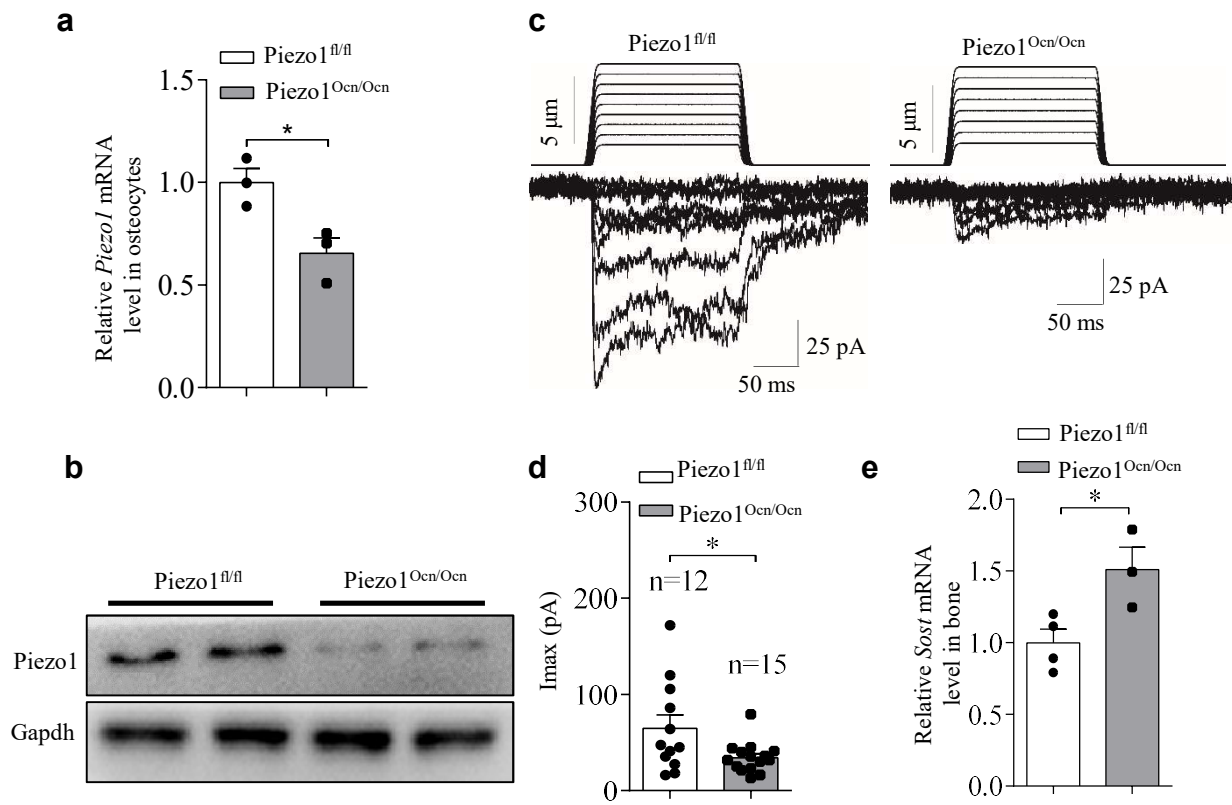 a
Piezo1fl/fl
Piezo1Ocn/Ocn
1.5
1.0
0.5
0.0
*
Relative Piezo1 mRNA
level in osteocytes
c
Piezo1fl/fl
Piezo1Ocn/Ocn
5 µm
5 µm
25 pA
50 ms
25 pA
50 ms
b
Piezo1fl/fl
Piezo1Ocn/Ocn
Piezo1
Gapdh
d
Piezo1fl/fl
Piezo1Ocn/Ocn
300
200
100
0
*
n=12
n=15
Imax (pA)
e
Piezo1fl/fl
Piezo1Ocn/Ocn
2.0
1.5
1.0
0.5
0.0
*
Relative Sost mRNA
level in bone